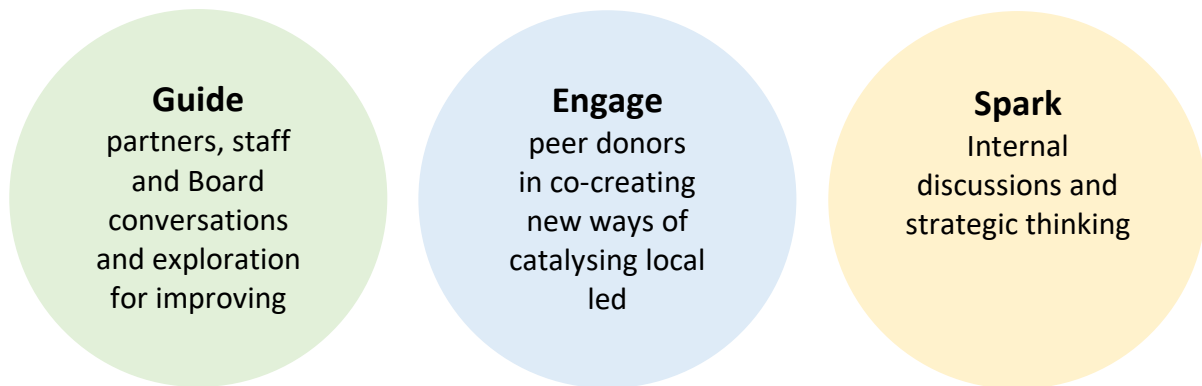 Guide
partners, staff
and Board
conversations
and exploration
for improving
Engage
peer donors
in co-creating
new ways of
catalysing local
led
Spark
Internal
discussions and
strategic thinking